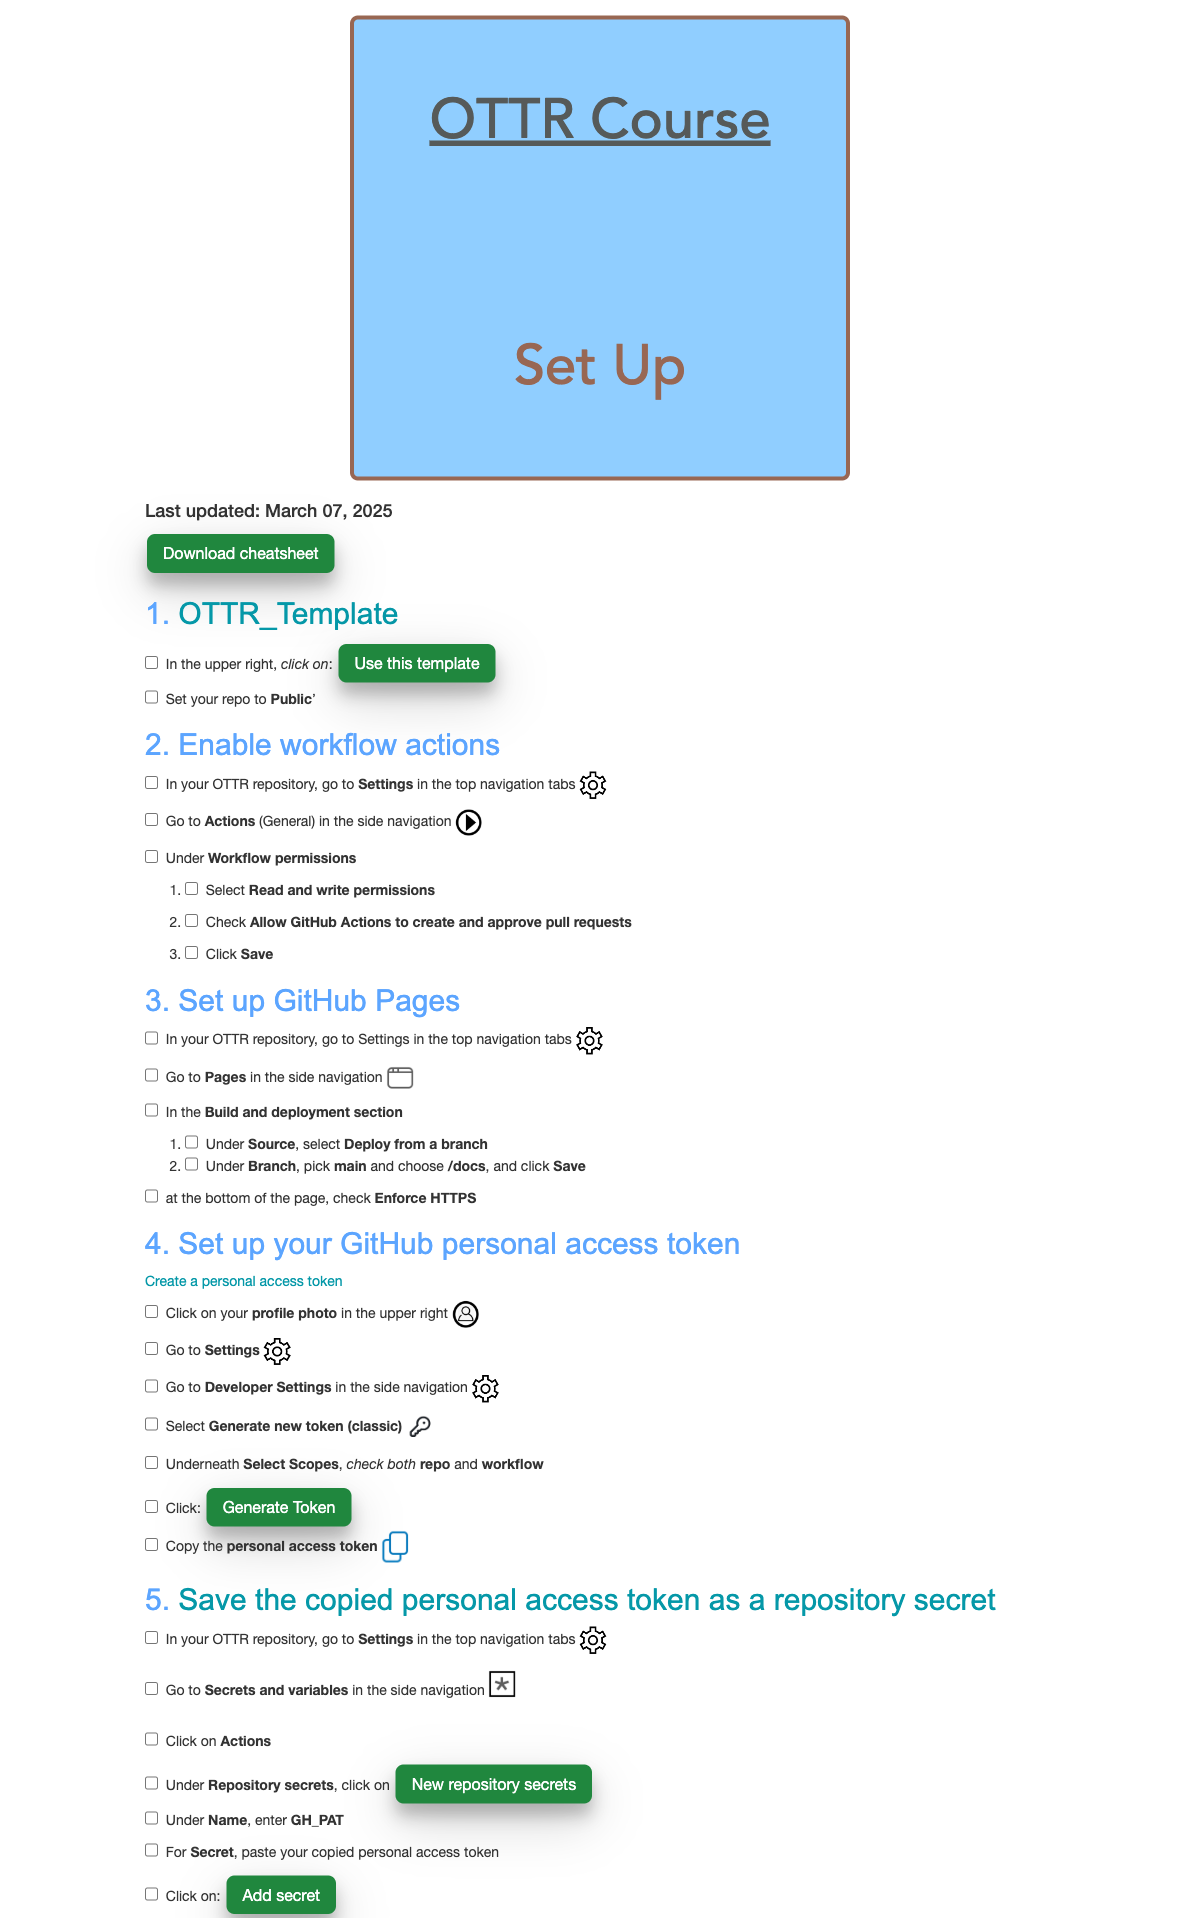 OTTR Course
Set Up
Last updated: March 07, 2025
Download cheatsheet
1. OTTR_Template
In the upper right, click on: Use this template
Set your repo to Public’
2. Enable workflow actions
In your OTTR repository, go to Settings in the top navigation tabs
Go to Actions (General) in the side navigation
Under Workflow permissions
1. Select Read and write permissions
2. Check Allow GitHub Actions to create and approve pull requests
3. Click Save
3. Set up GitHub Pages
In your OTTR repository, go to Settings in the top navigation tabs
Go to Pages in the side navigation
In the Build and deployment section
1. Under Source, select Deploy from a branch
2. Under Branch, pick main and choose /docs, and click Save
at the bottom of the page, check Enforce HTTPS
4. Set up your GitHub personal access token
Create a personal access token
Click on your profile photo in the upper right
Go to Settings
Go to Developer Settings in the side navigation
Select Generate new token (classic)
Underneath Select Scopes, check both repo and workflow
Click: Generate Token
Copy the personal access token
5. Save the copied personal access token as a repository secret
In your OTTR repository, go to Settings in the top navigation tabs
Go to Secrets and variables in the side navigation
Click on Actions
Under Repository secrets, click on New repository secrets
Under Name, enter GH_PAT
For Secret, paste your copied personal access token
Click on: Add secret